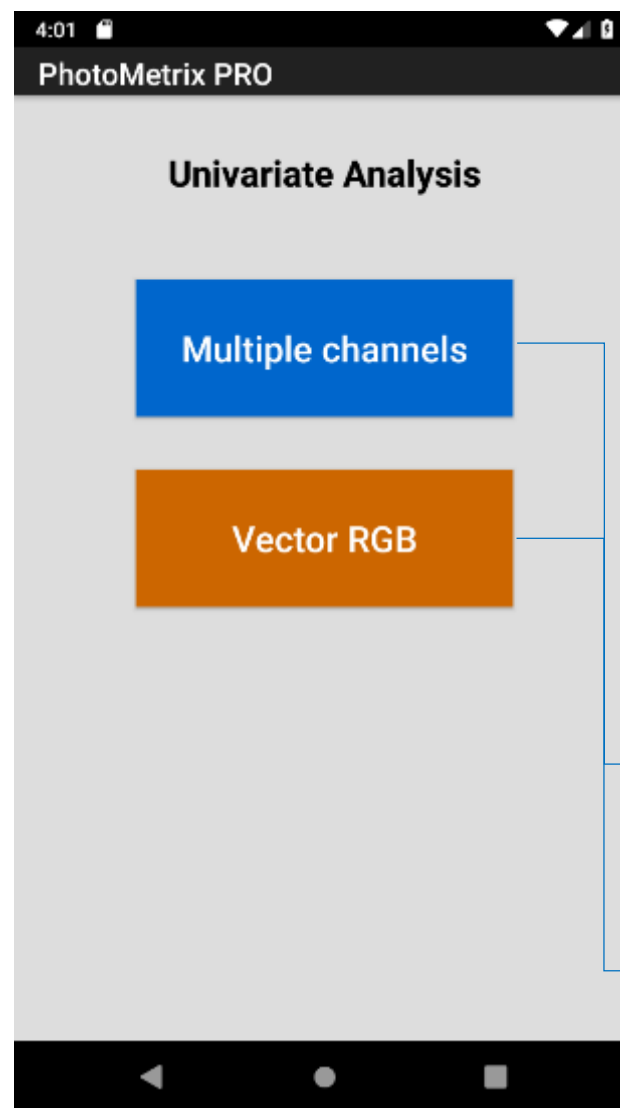 4:01
PhotoMetrix PRO
Univariate Analysis
Multiple channels
Vector RGB